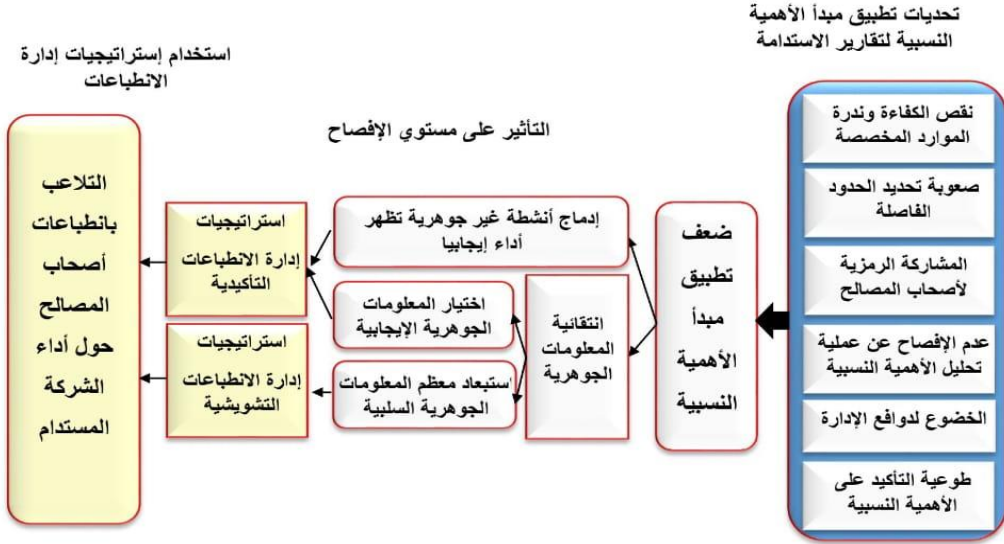 تحديات تطبيق مبدأ الأهمية
النسبية لتقارير الاستدامة
نقص الكفاءة وندرة
الموارد المخصصة
صعوبة تحديد الحدود
الفاصلة
المشاركة الرمزية
لأصحاب المصالح
عدم الإفصاح عن عملية
تحليل الأهمية النسبية
الخضوع لدوافع الإدارة
طوعية التأكيد على
الأهمية النسبية
ضعف
تطبيق
مبدأ
الأهمية
النسبية
التأثير على مستوي الإفصاح
إدماج أنشطة غير جوهرية تظهر
أداء إيجابيا
انتقائية
المعلومات
الجوهرية
اختيار المعلومات
الجوهرية الإيجابية
استبعاد معظم المعلومات
الجوهرية السلبية
استخدام إستراتيجيات إدارة
الانطباعات
استراتيجيات
إدارة الانطباعات
التأكيدية
استراتيجيات
إدارة الانطباعات
التشويشية
التلاعب
بانطباعات
أصحاب
المصالح
حول أداء
الشركة
المستدام